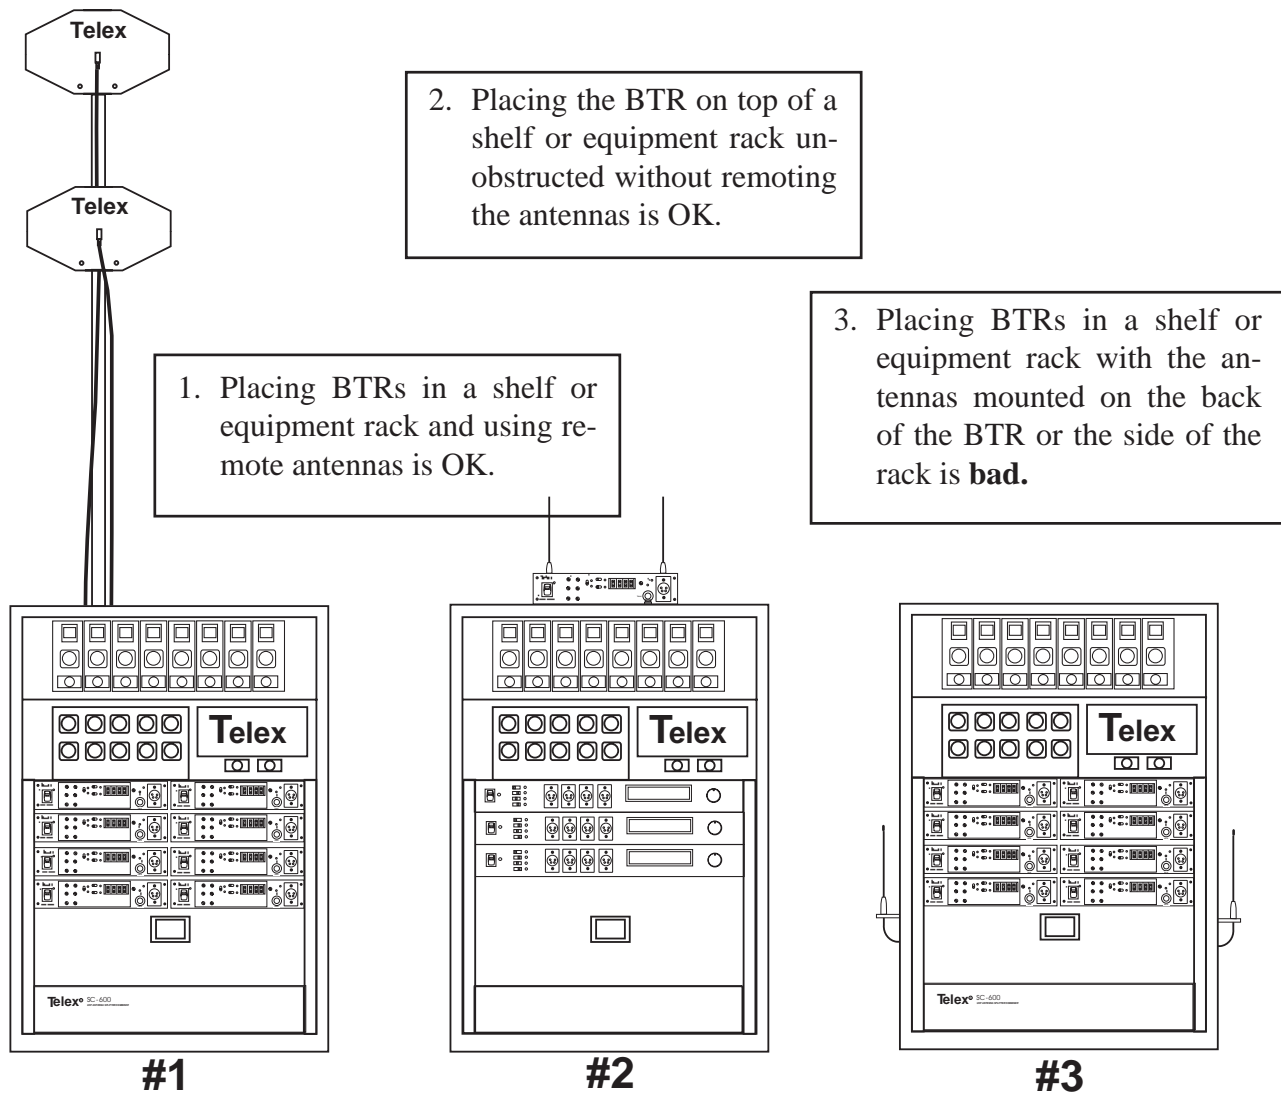 Telex
Telex
2. Placing the BTR on top of a
shelf or equipment rack un-
obstructed without remoting
the antennas is OK.
3. Placing BTRs in a shelf or
equipment rack with the an-
tennas mounted on the back
of the BTR or the side of the
rack is bad.
1. Placing BTRs in a shelf or
equipment rack and using re-
mote antennas is OK.
Telex
Telex
Telex
Telex SC-600
Telex SC-600
#1
#2
#3